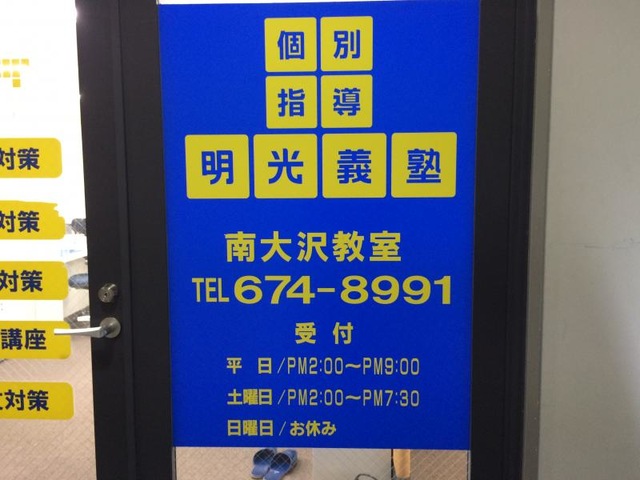 個別
指導
明光義塾
南大沢教室
TEL 674-8991
受付
平日/PM2:00〜PM9:00
土曜日/PM2:00〜PM7:30
日曜日/お休み
対策
対策
対策
講座
対策